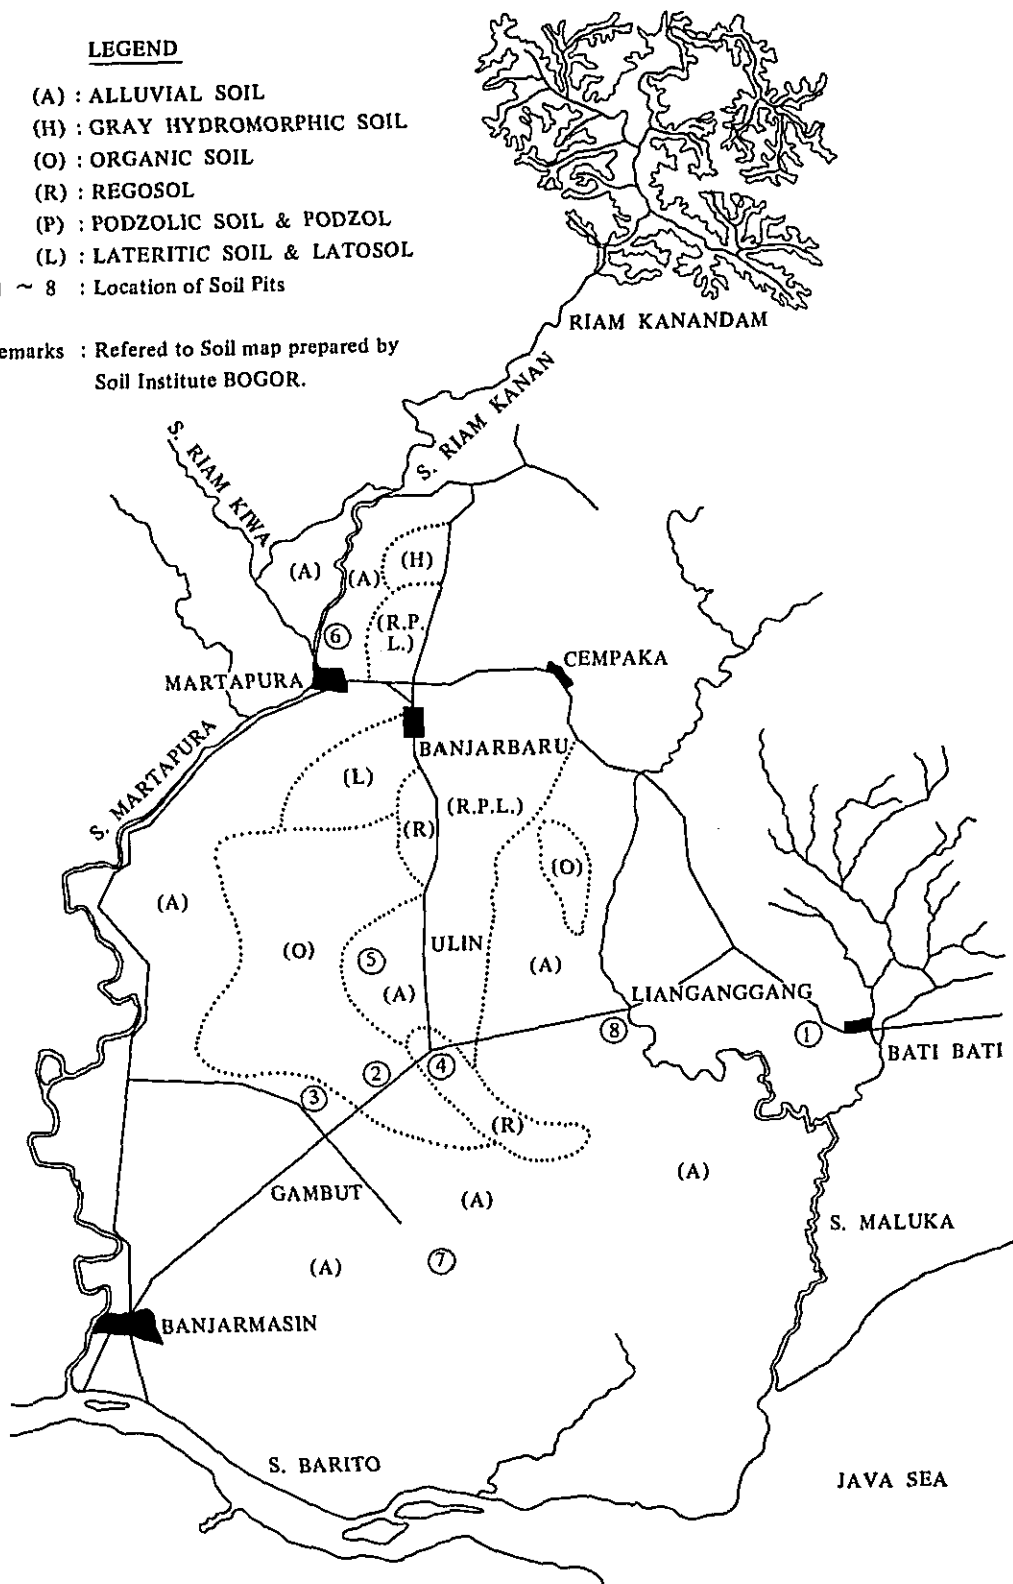 LEGEND
(A) : ALLUVIAL SOIL
(H) : GRAY HYDROMORPHIC SOIL
(O) : ORGANIC SOIL
(R) : REGOSOL
(P) : PODZOLIC SOIL & PODZOL
(L) : LATERITIC SOIL & LATOSOL
~ 8 : Location of Soil Pits
emarks : Refered to Soil map prepared by
Soil Institute BOGOR.
RIAM KANANDAM
S. RIAM KANAN
S. RIAM KIWA
(H)
(A)
(A)
(R.P.
L.)
6
CEMPAKA
MARTAPURA
BANJARBARU
S. MARTAPURA
(L)
(R.P.L.)
(R)
(O)
(A)
(O)
ULIN
5
(A)
(A)
LIANGANGGANG
8
1
BATI BATI
4
2
3
(R)
(A)
GAMBUT
(A)
S. MALUKA
7
(A)
BANJARMASIN
S. BARITO
JAVA SEA